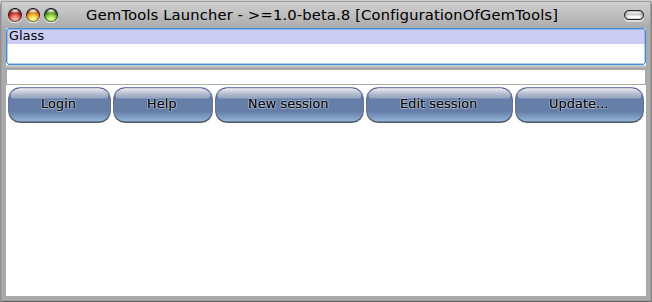 GemTools Launcher - >=1.0-beta.8 [ConfigurationOfGemTools]
Glass
Login Help New session Edit session Update...